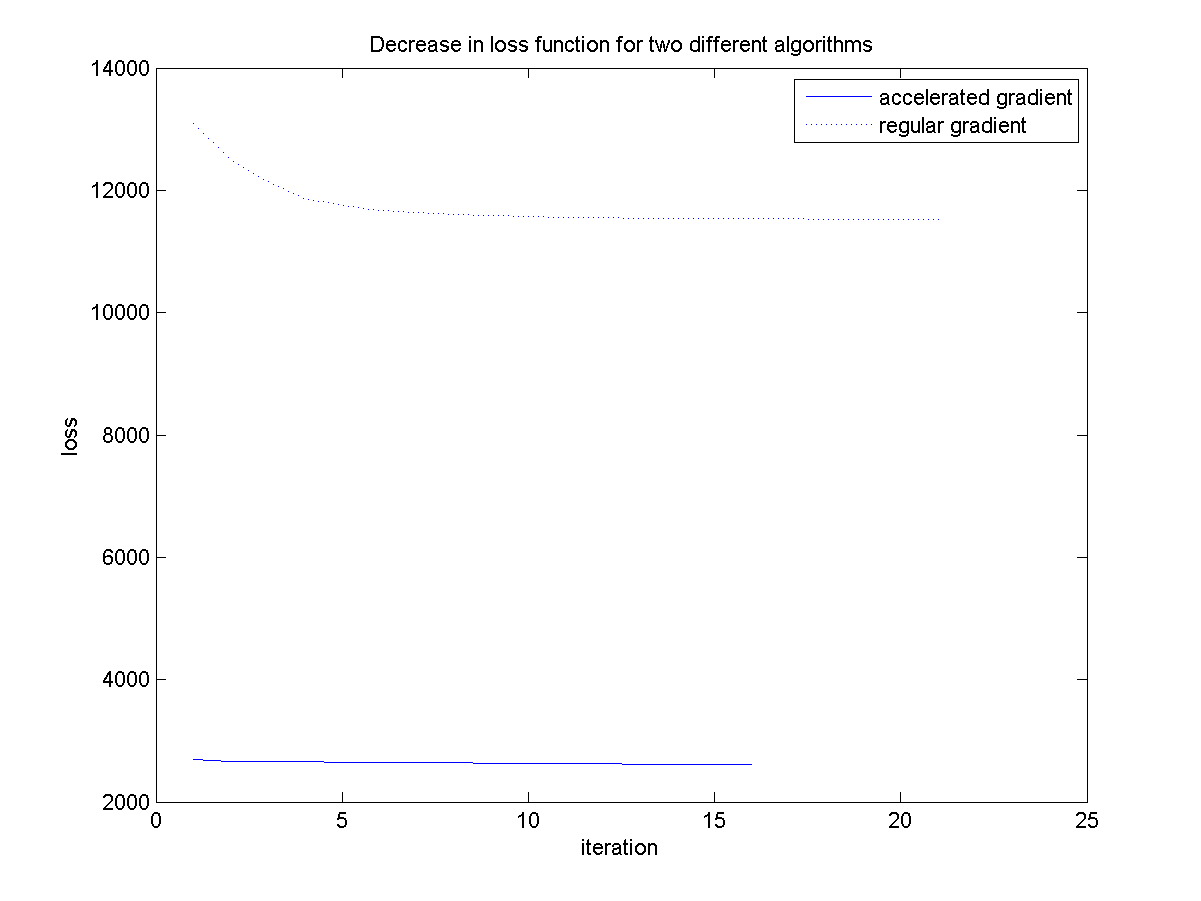 Decrease in loss function for two different algorithms
14000
accelerated gradient
regular gradient
12000
10000
loss
8000
6000
4000
2000
0 5 10 15 20 25
iteration